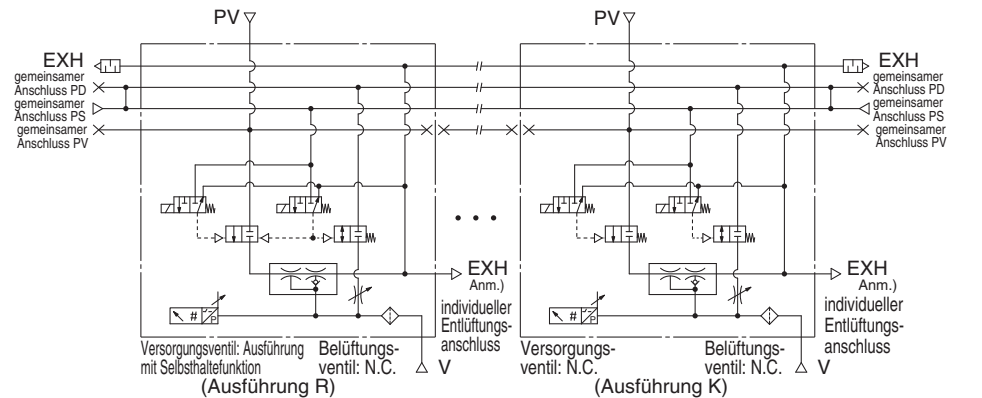 PV
PV
EXH
gemeinsamer
Anschluss PD
gemeinsamer
Anschluss PS
gemeinsamer
Anschluss PV
EXH
gemeinsamer
Anschluss PD
gemeinsamer
Anschluss PS
gemeinsamer
Anschluss PV
EXH
Anm.)
individueller
Entlüftungs-
anschluss
EXH
Anm.)
individueller
Entlüftungs-
anschluss
# P
# P
Versorgungsventil: Ausführung
mit Selbsthaltefunktion
(Ausführung R)
Belüftungs-
ventil: N.C.
V
Versorgungs-
ventil: N.C.
(Ausführung K)
Belüftungs-
ventil: N.C.
V